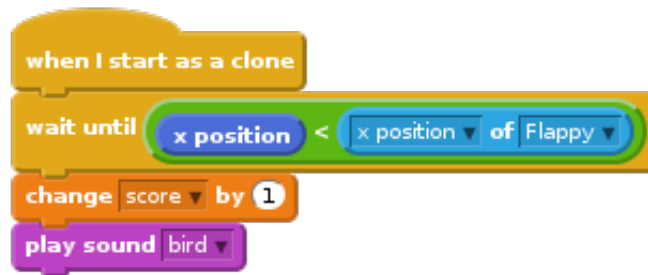 when I start as a clone
wait until x position < x position of Flappy
change score by 1
play sound bird